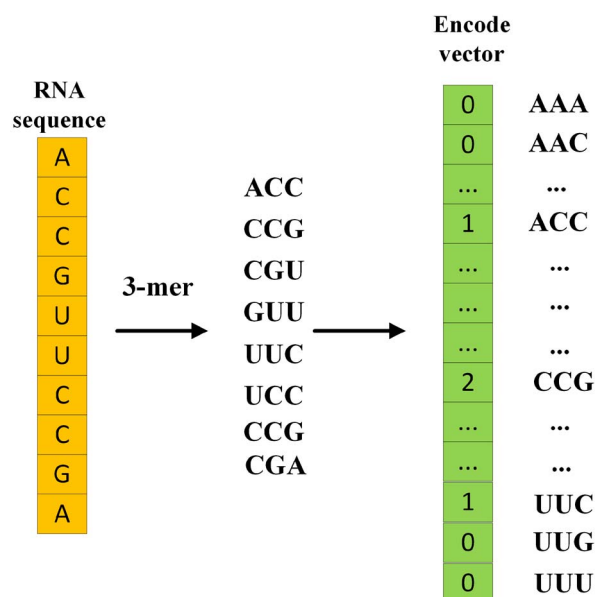 RNA
sequence
A
C
C
G
U
U
C
C
G
A
3-mer
ACC
CCG
CGU
GUU
UUC
UCC
CCG
CGA
Encode
vector
0 AAA
0 AAC
... ...
1 ACC
... ...
... ...
... ...
2 CCG
... ...
... ...
1 UUC
0 UUG
0 UUU